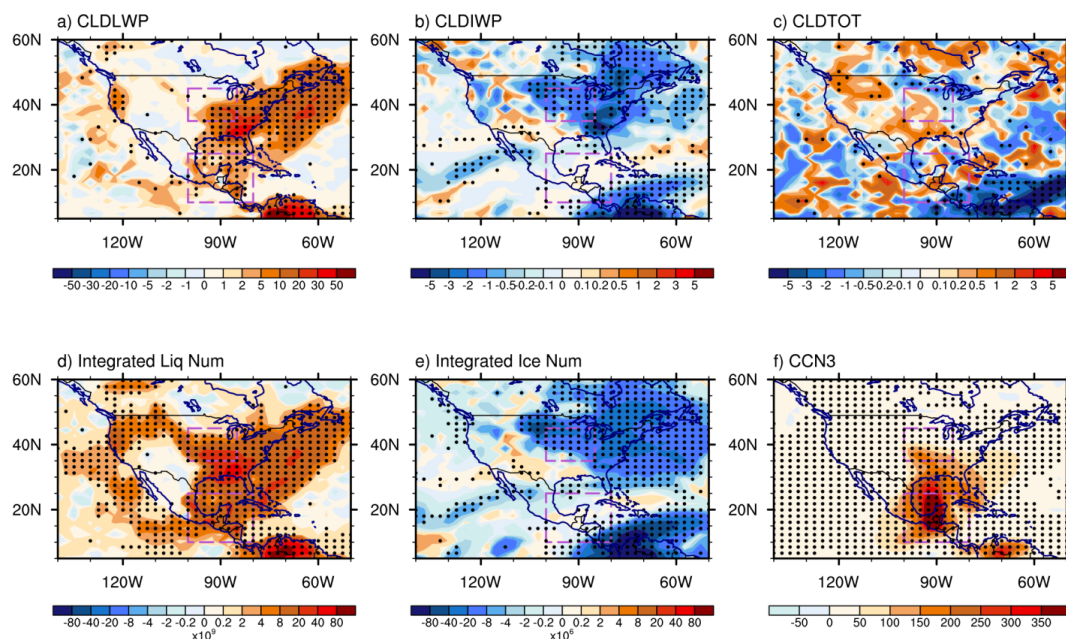 a) CLDLWP
b) CLDIWP
c) CLDTOT
60N
40N
20N
120W 90W 60W
60N
40N
20N
120W 90W 60W
60N
40N
20N
120W 90W 60W
-50 -30 -20 -10 -5 -2 -1 0 1 2 5 10 20 30 50
-5 -3 -2 -1 -0.5 -0.2 -0.1 0 0.1 0.2 0.5 1 2 3 5
-5 -3 -2 -1 -0.5 -0.2 -0.1 0 0.1 0.2 0.5 1 2 3 5
d) Integrated Liq Num
e) Integrated Ice Num
f) CCN3
60N
40N
20N
120W 90W 60W
60N
40N
20N
120W 90W 60W
60N
40N
20N
120W 90W 60W
-80 -40 -20 -10 -8 -4 -2 -0.2 0 0.2 2 4 8 10 20 40 80
x10⁹
-80 -40 -20 -10 -8 -4 -2 -0.2 0 0.2 2 4 8 10 20 40 80
x10⁶
-50 0 50 100 150 200 250 300 350